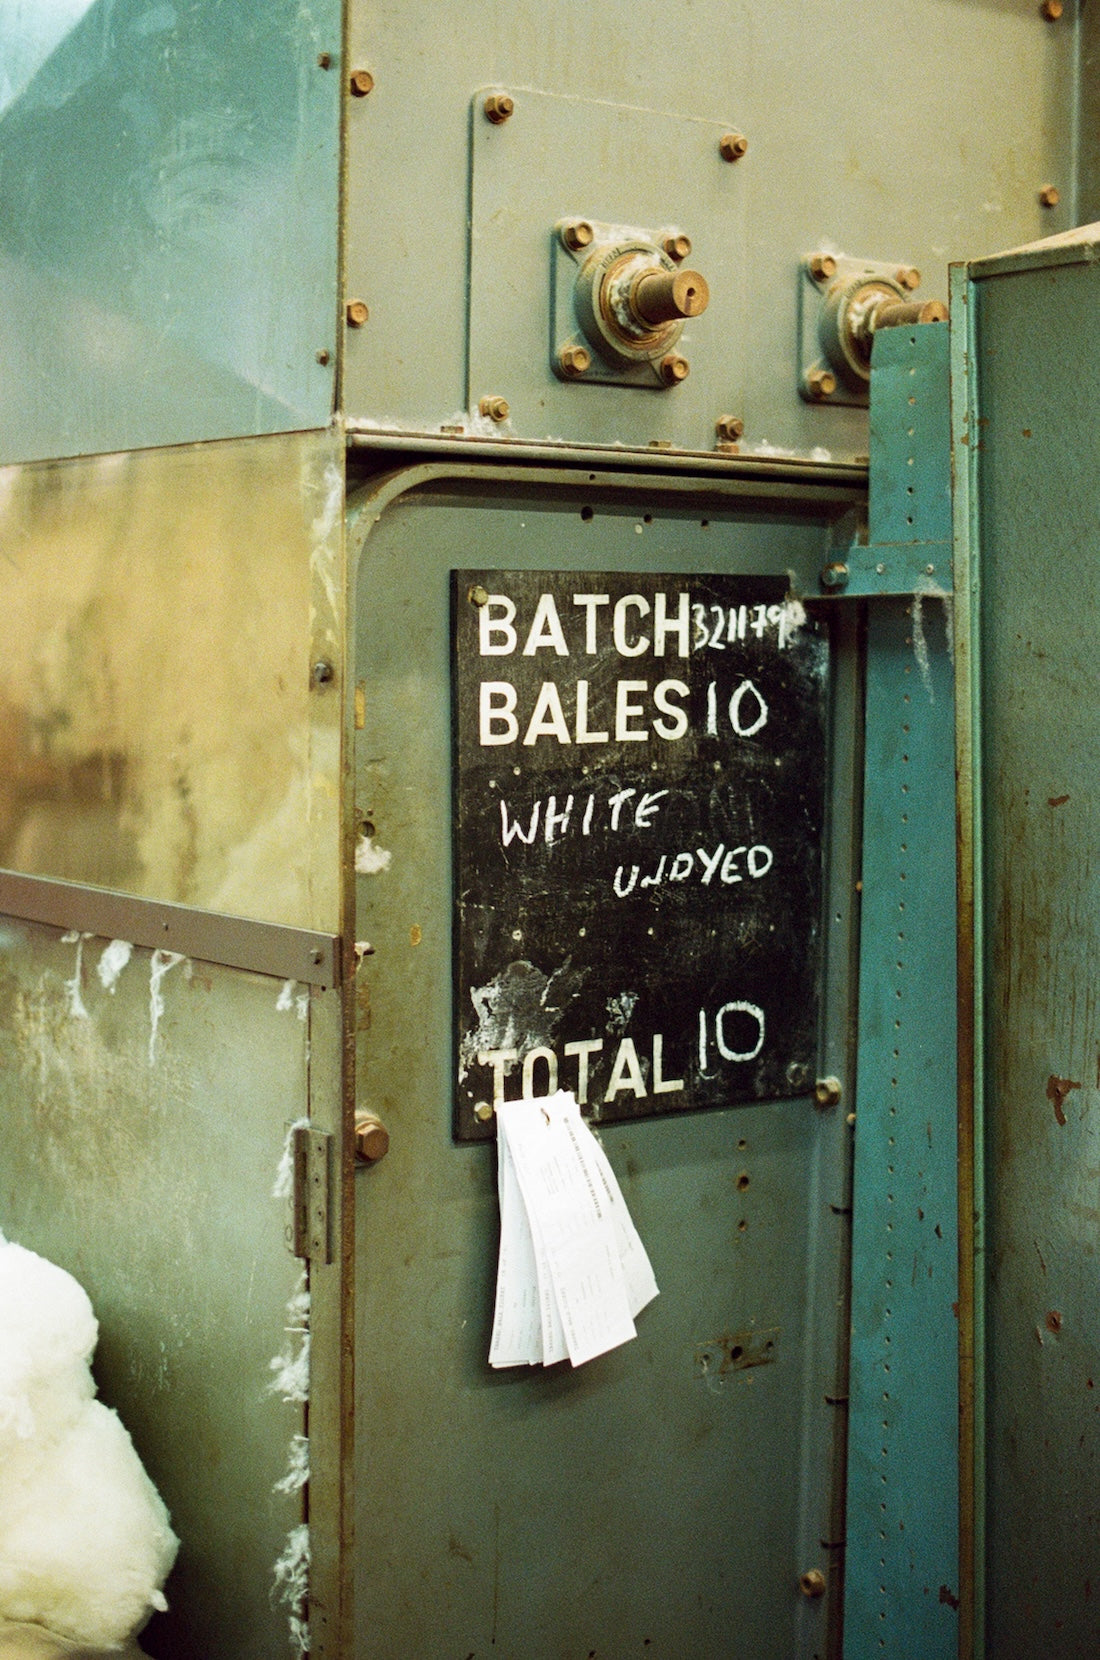 BATCH 321179
BALES 10
WHITE
UNDYED
TOTAL 10